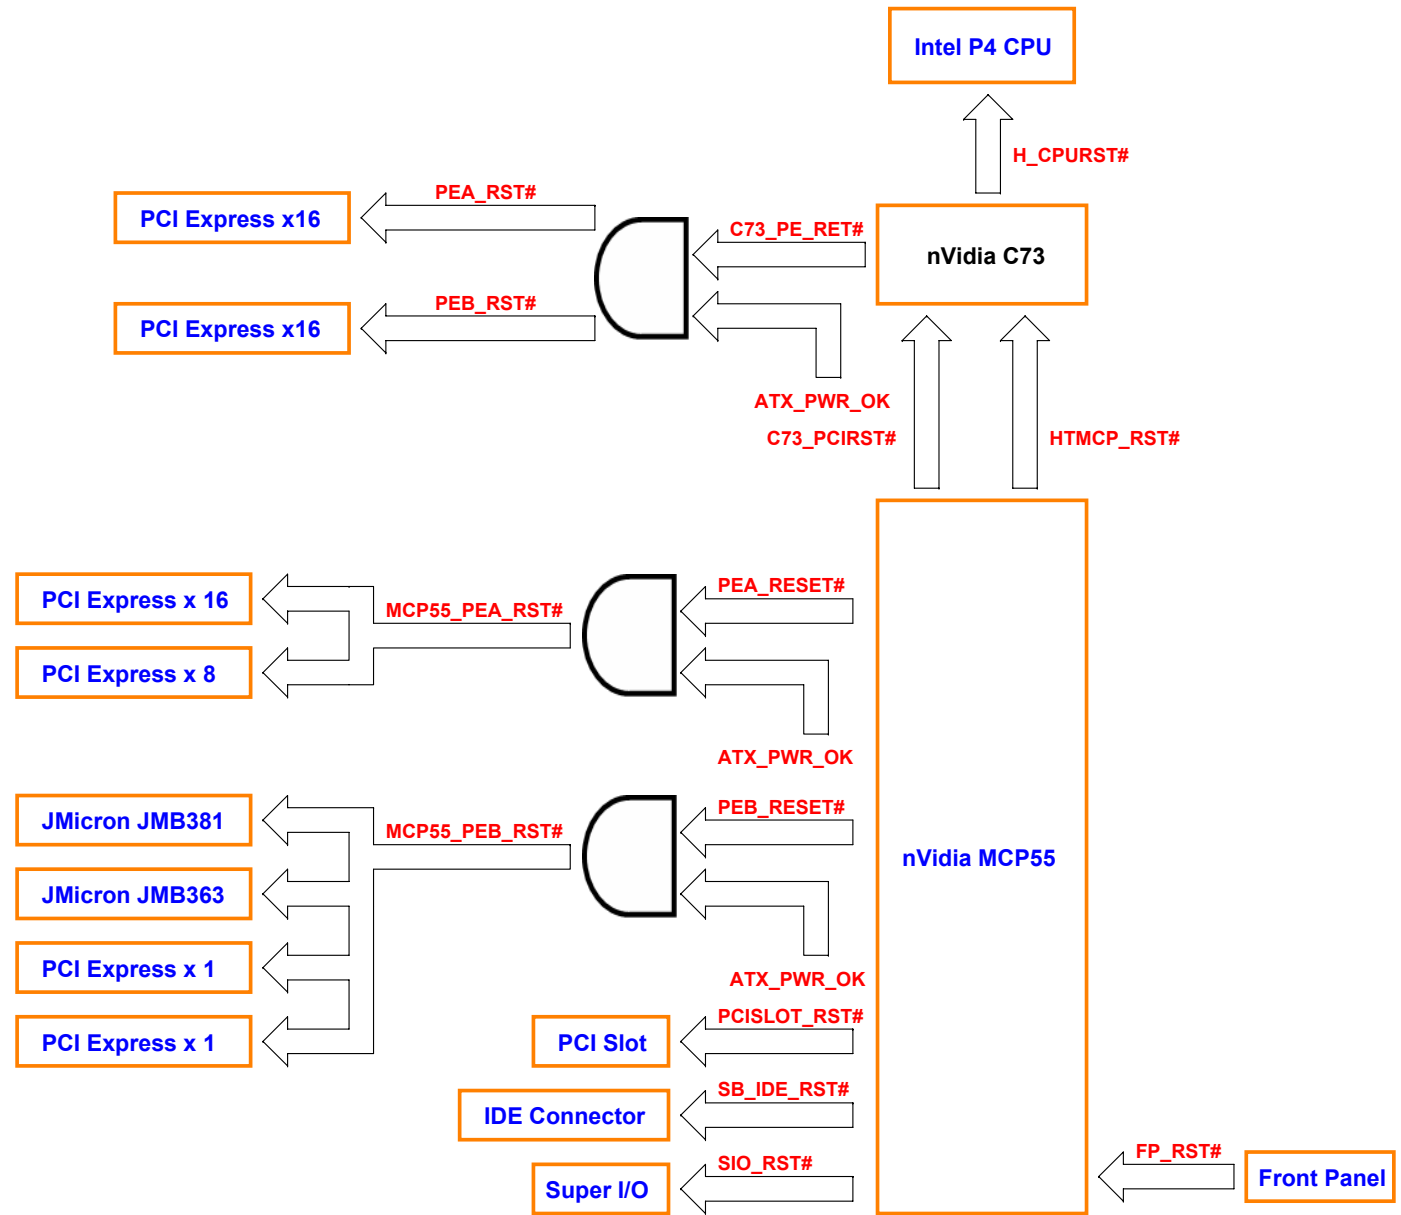 Intel P4 CPU
H_CPURST#
PEA_RST#
PCI Express x16
C73_PE_RET#
nVidia C73
PEB_RST#
PCI Express x16
ATX_PWR_OK
C73_PCIRST#
HTMCP_RST#
PEA_RESET#
PCI Express x 16
MCP55_PEA_RST#
PCI Express x 8
ATX_PWR_OK
PEB_RESET#
JMicron JMB381
MCP55_PEB_RST#
nVidia MCP55
JMicron JMB363
PCI Express x 1
ATX_PWR_OK
PCISLOT_RST#
PCI Express x 1
PCI Slot
SB_IDE_RST#
IDE Connector
FP_RST#
SIO_RST#
Front Panel
Super I/O